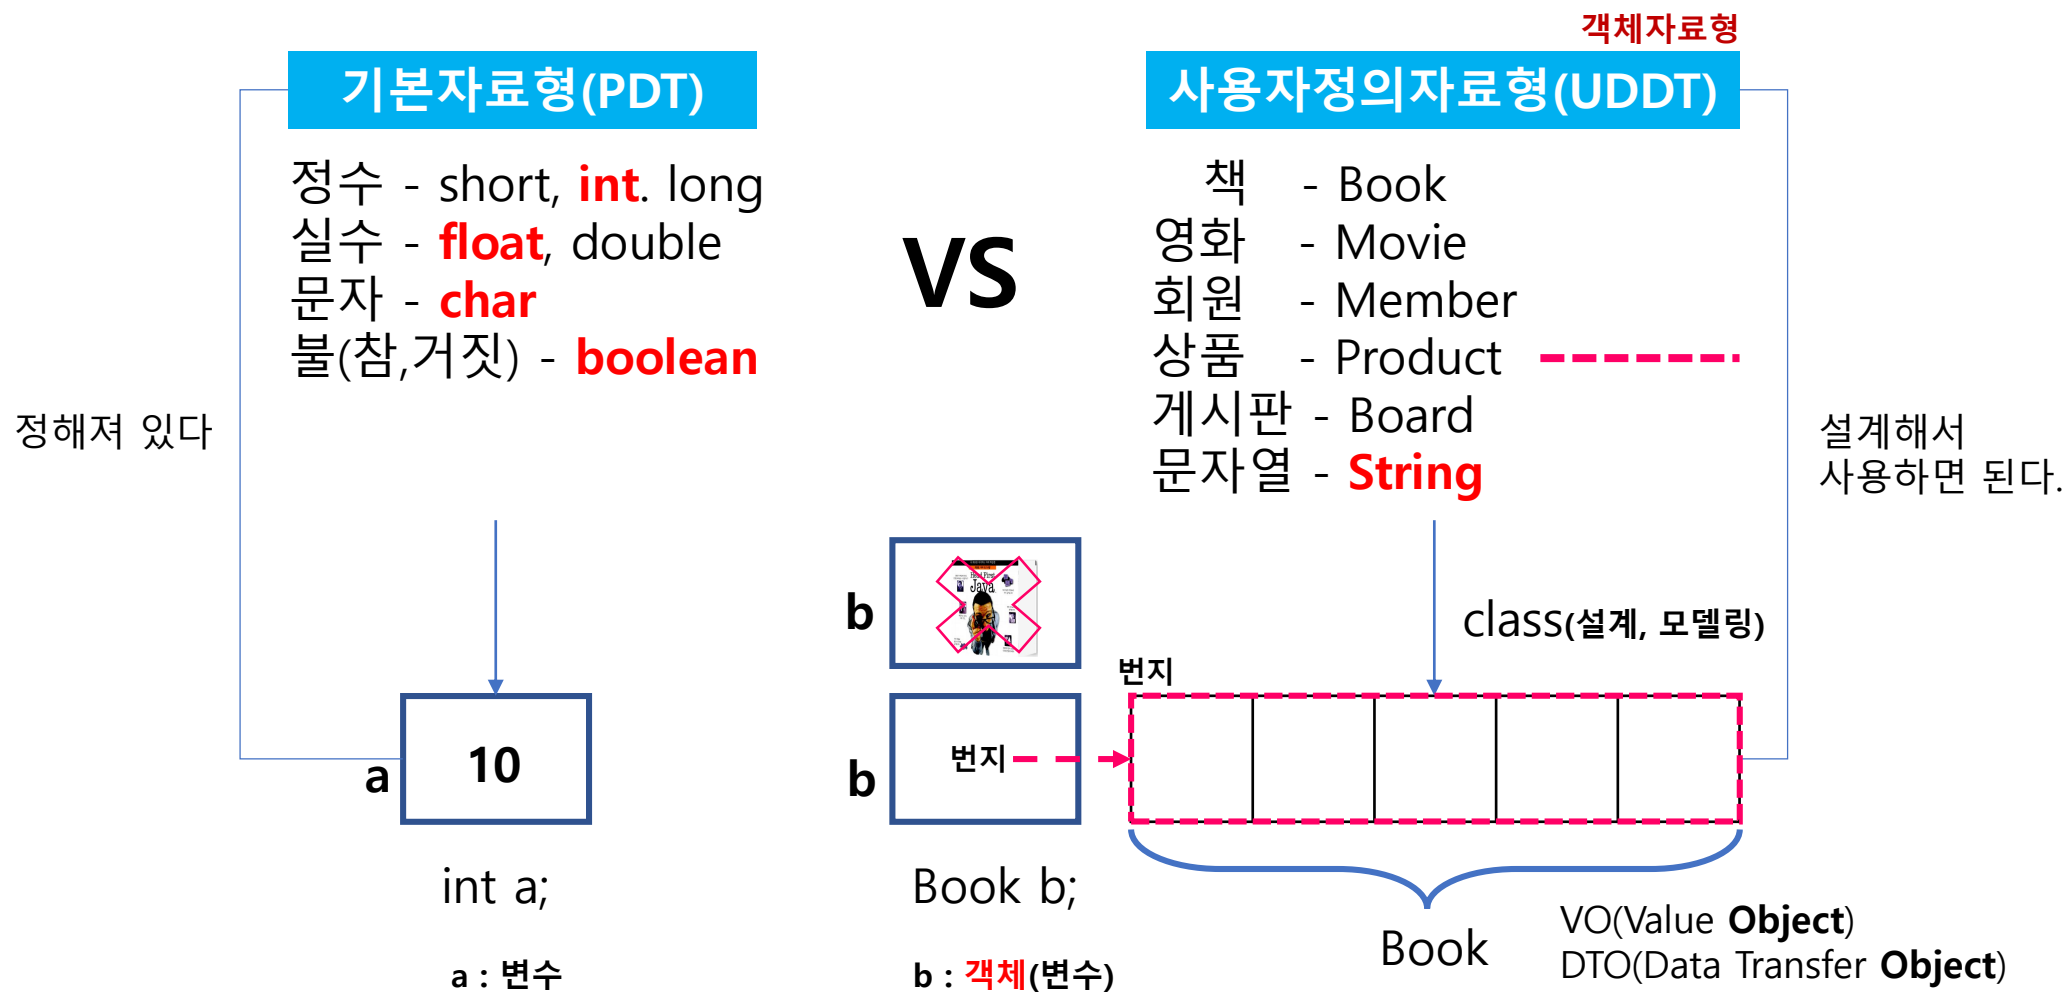 객체자료형
기본자료형(PDT)
사용자정의자료형(UDDT)
정수 - short, int. long
실수 - float, double
문자 - char
불(참,거짓) - boolean
VS
책 - Book
영화 - Movie
회원 - Member
상품 - Product
게시판 - Board
문자열 - String
정해져 있다
설계해서
사용하면 된다.
b
Head First
Java
class(설계, 모델링)
번지
a
10
b
번지
int a;
Book b;
Book
VO(Value Object)
DTO(Data Transfer Object)
a : 변수
b : 객체(변수)